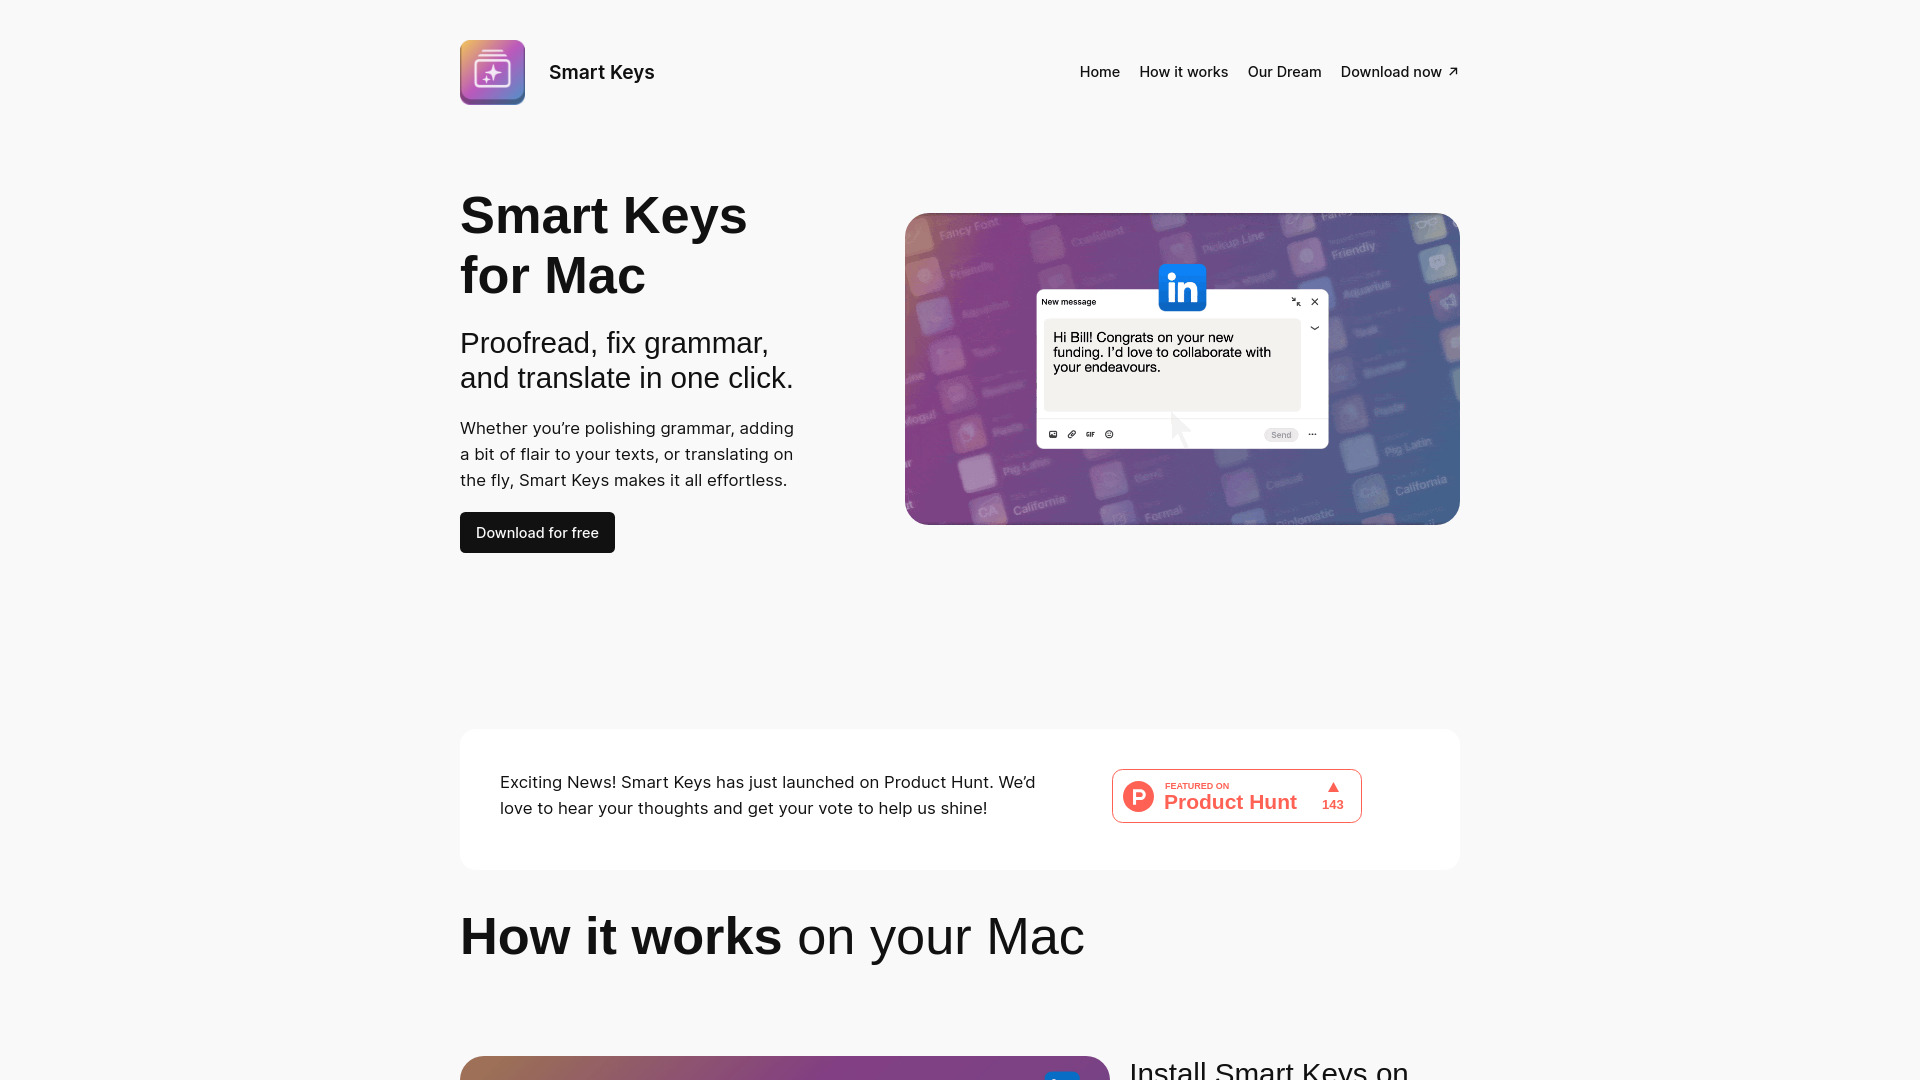 Smart Keys
Home
How it works
Our Dream
Download now ↗
Smart Keys
for Mac
Proofread, fix grammar,
and translate in one click.
Whether you’re polishing grammar, adding
a bit of flair to your texts, or translating on
the fly, Smart Keys makes it all effortless.
Download for free
Fancy Font
Confident
Pickup Line
Friendly
Friendly
Aquarius
Aquarius
in
New message
Hi Bill! Congrats on your new
funding. I’d love to collaborate with
your endeavours.
GIF
Send
Paste
Paste
Pig Latin
Pig Latin
Casual
CA
California
Formal
Diplomatic
CA
California
Exciting News! Smart Keys has just launched on Product Hunt. We’d
love to hear your thoughts and get your vote to help us shine!
P
FEATURED ON
Product Hunt
143
How it works on your Mac
Install Smart Keys on